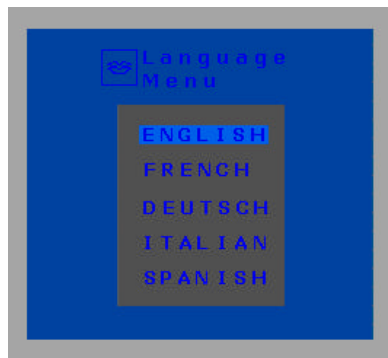 Language
Menu
ENGLISH
FRENCH
DEUTSCH
ITALIAN
SPANISH